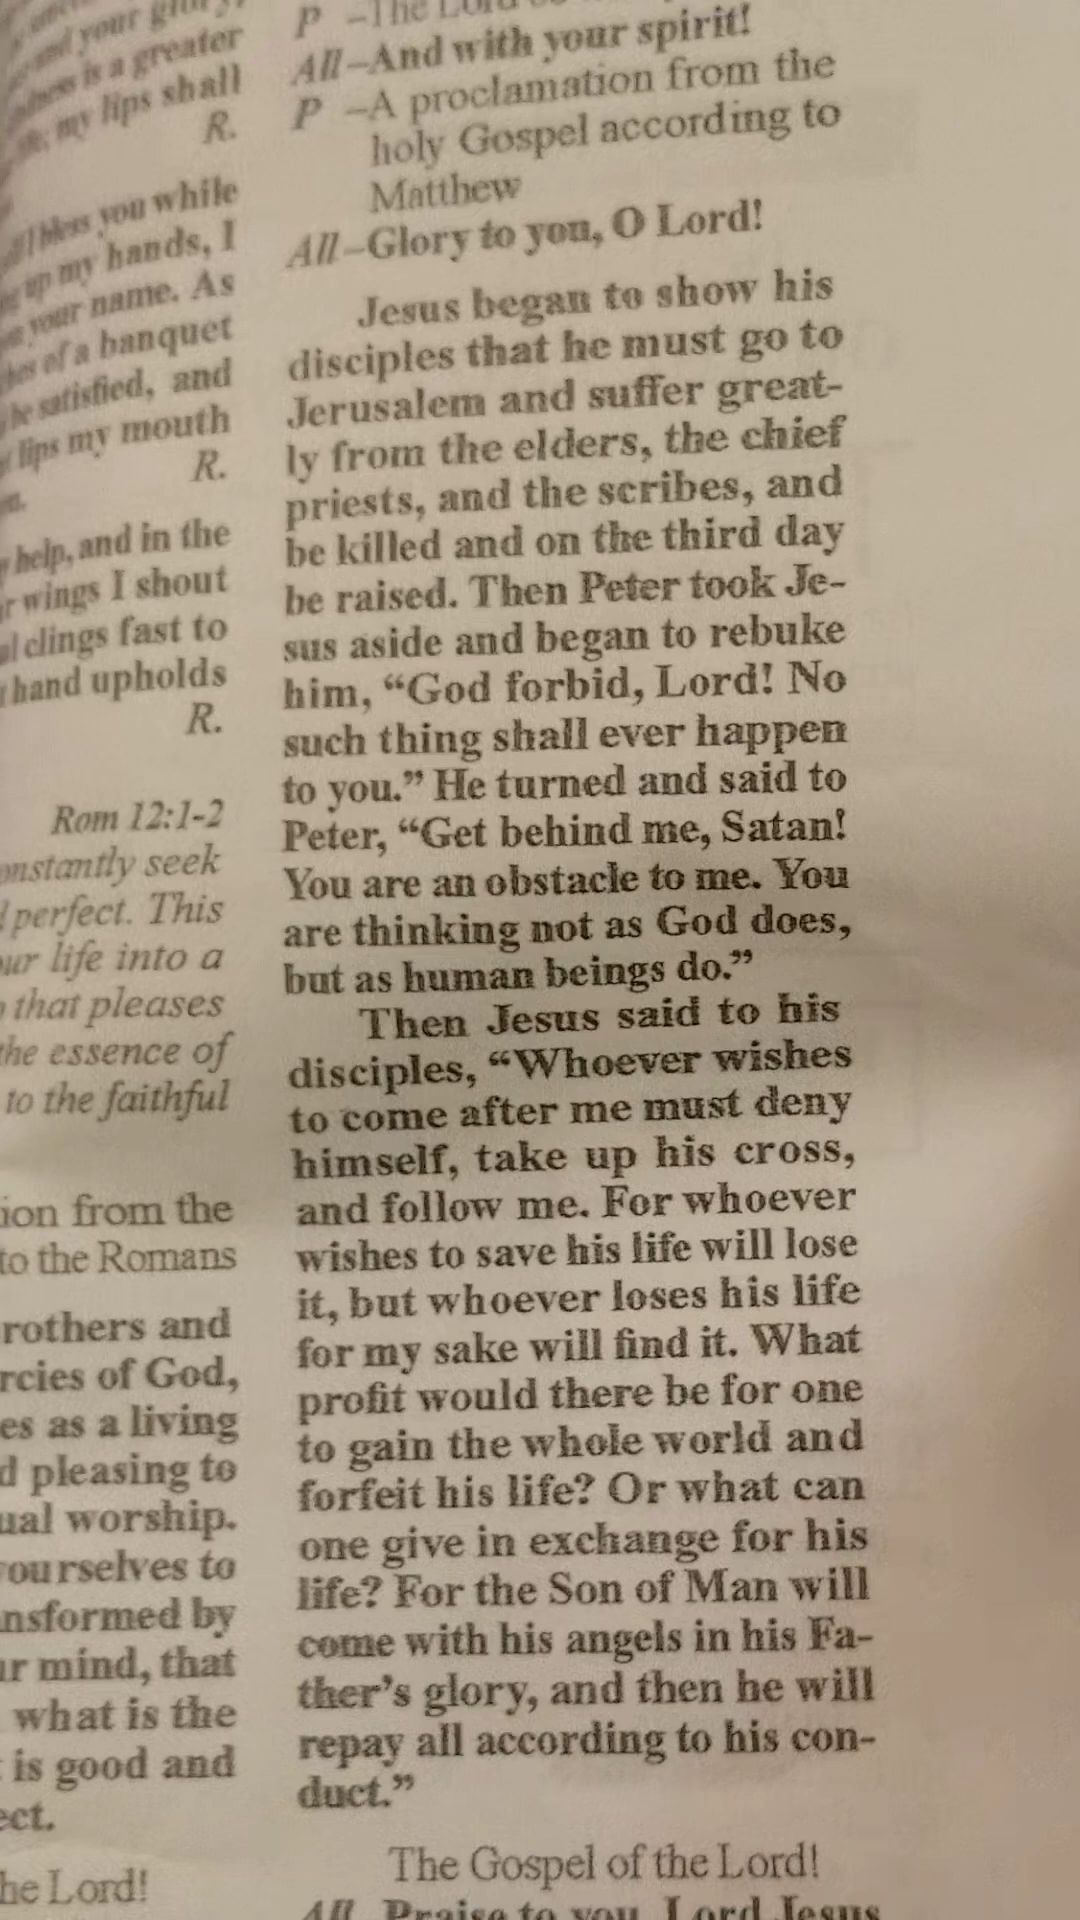 your
is a greater
my lips shall
R.
bless you while
up my hands, I
your name. As
of a banquet
be satisfied, and
lips my mouth
R.
help, and in the
wings I shout
clings fast to
hand upholds
R.
Rom 12:1-2
seek
perfect. This
life into a
that pleases
the essence of
to the faithful
from the
to the Romans
and
of God,
as a living
pleasing to
worship.
yourselves to
by
mind, that
what is the
is good and
he Lord!
P –The
All–And with your spirit!
P –A proclamation from the
holy Gospel according to
Matthew
All–Glory to you, O Lord!
Jesus began to show his
disciples that he must go to
Jerusalem and suffer great-
ly from the elders, the chief
priests, and the scribes, and
be killed and on the third day
be raised. Then Peter took Je-
sus aside and began to rebuke
him, “God forbid, Lord! No
such thing shall ever happen
to you.” He turned and said to
Peter, “Get behind me, Satan!
You are an obstacle to me. You
are thinking not as God does,
but as human beings do.”
Then Jesus said to his
disciples, “Whoever wishes
to come after me must deny
himself, take up his cross,
and follow me. For whoever
wishes to save his life will lose
it, but whoever loses his life
for my sake will find it. What
profit would there be for one
to gain the whole world and
forfeit his life? Or what can
one give in exchange for his
life? For the Son of Man will
come with his angels in his Fa-
ther’s glory, and then he will
repay all according to his con-
duct.”
The Gospel of the Lord!
All Praise to you, Lord Jesus